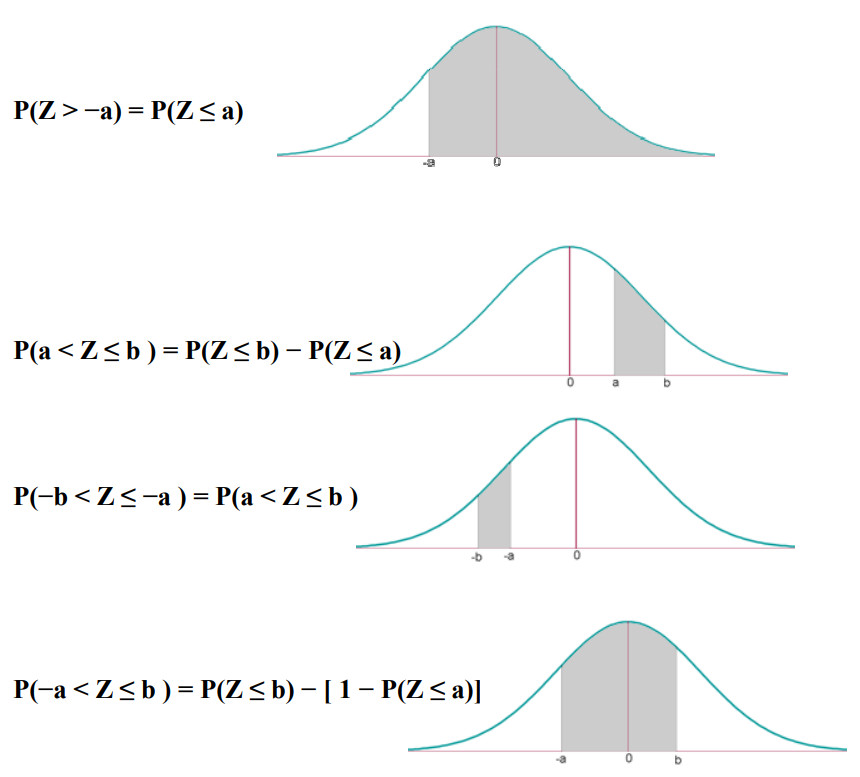 P(Z > −a) = P(Z ≤ a)
-a 0
P(a < Z ≤ b ) = P(Z ≤ b) − P(Z ≤ a)
0 a b
P(−b < Z ≤ −a ) = P(a < Z ≤ b )
-b -a 0
P(−a < Z ≤ b ) = P(Z ≤ b) − [ 1 − P(Z ≤ a)]
-a 0 b